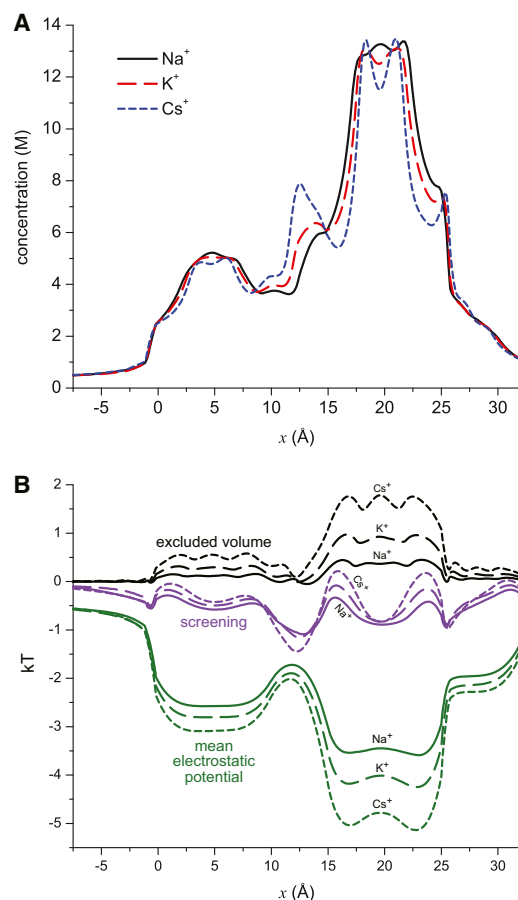 A
14
Na+
K+
Cs+
12
10
8
6
4
2
0
concentration (M)
-5 0 5 10 15 20 25 30
x (Å)
B
2
1
0
-1
-2
-3
-4
-5
kT
Cs+
K+
excluded volume
Na+
Cs+
screening
Na+
Na+
mean
electrostatic
potential
K+
Cs+
-5 0 5 10 15 20 25 30
x (Å)